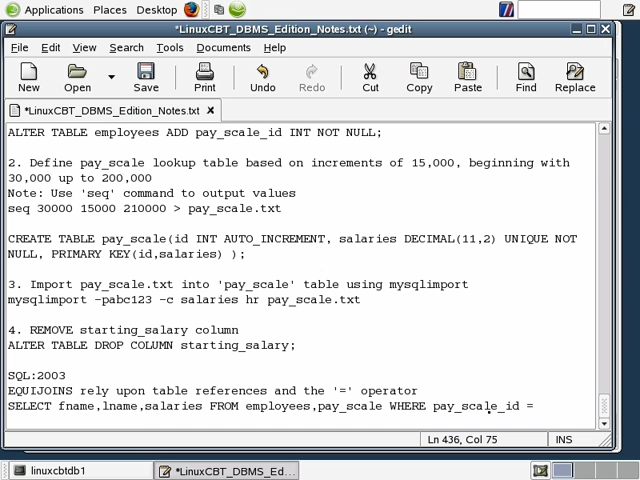 Applications Places Desktop
*LinuxCBT_DBMS_Edition_Notes.txt (~) - gedit
File Edit View Search Tools Documents Help
New Open Save Print Undo Redo Cut Copy Paste Find Replace
*LinuxCBT_DBMS_Edition_Notes.txt x
ALTER TABLE employees ADD pay_scale_id INT NOT NULL;
2. Define pay_scale lookup table based on increments of 15,000, beginning with
30,000 up to 200,000
Note: Use 'seq' command to output values
seq 30000 15000 210000 > pay_scale.txt
CREATE TABLE pay_scale(id INT AUTO_INCREMENT, salaries DECIMAL(11,2) UNIQUE NOT
NULL, PRIMARY KEY(id,salaries) );
3. Import pay_scale.txt into 'pay_scale' table using mysqlimport
mysqlimport -pabc123 -c salaries hr pay_scale.txt
4. REMOVE starting_salary column
ALTER TABLE DROP COLUMN starting_salary;
SQL:2003
EQUIJOINS rely upon table references and the '=' operator
SELECT fname,lname,salaries FROM employees,pay_scale WHERE pay_scale_id =
Ln 436, Col 75 INS
linuxcbtdb1 *LinuxCBT_DBMS_Ed...